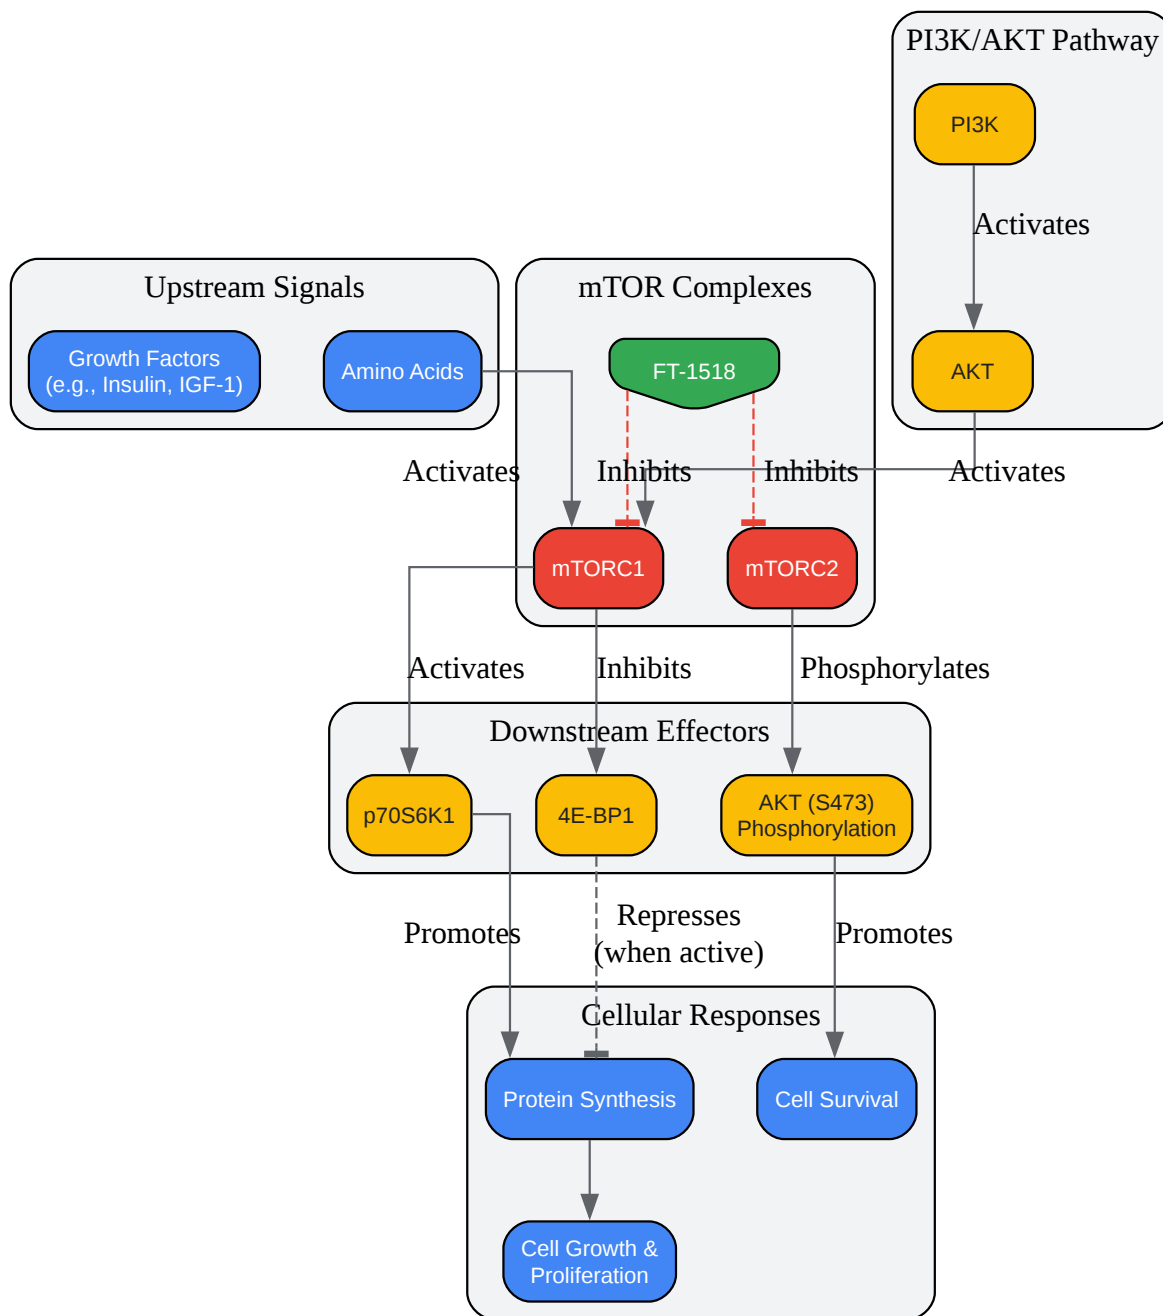 PI3K/AKT Pathway
PI3K
Activates
Upstream Signals
mTOR Complexes
Growth Factors
(e.g., Insulin, IGF-1)
Amino Acids
FT-1518
AKT
Activates
Inhibits
Inhibits
Activates
mTORC1
mTORC2
Activates
Inhibits
Phosphorylates
Downstream Effectors
p70S6K1
4E-BP1
AKT (S473)
Phosphorylation
Promotes
Represses
(when active)
Promotes
Cellular Responses
Protein Synthesis
Cell Survival
Cell Growth &
Proliferation